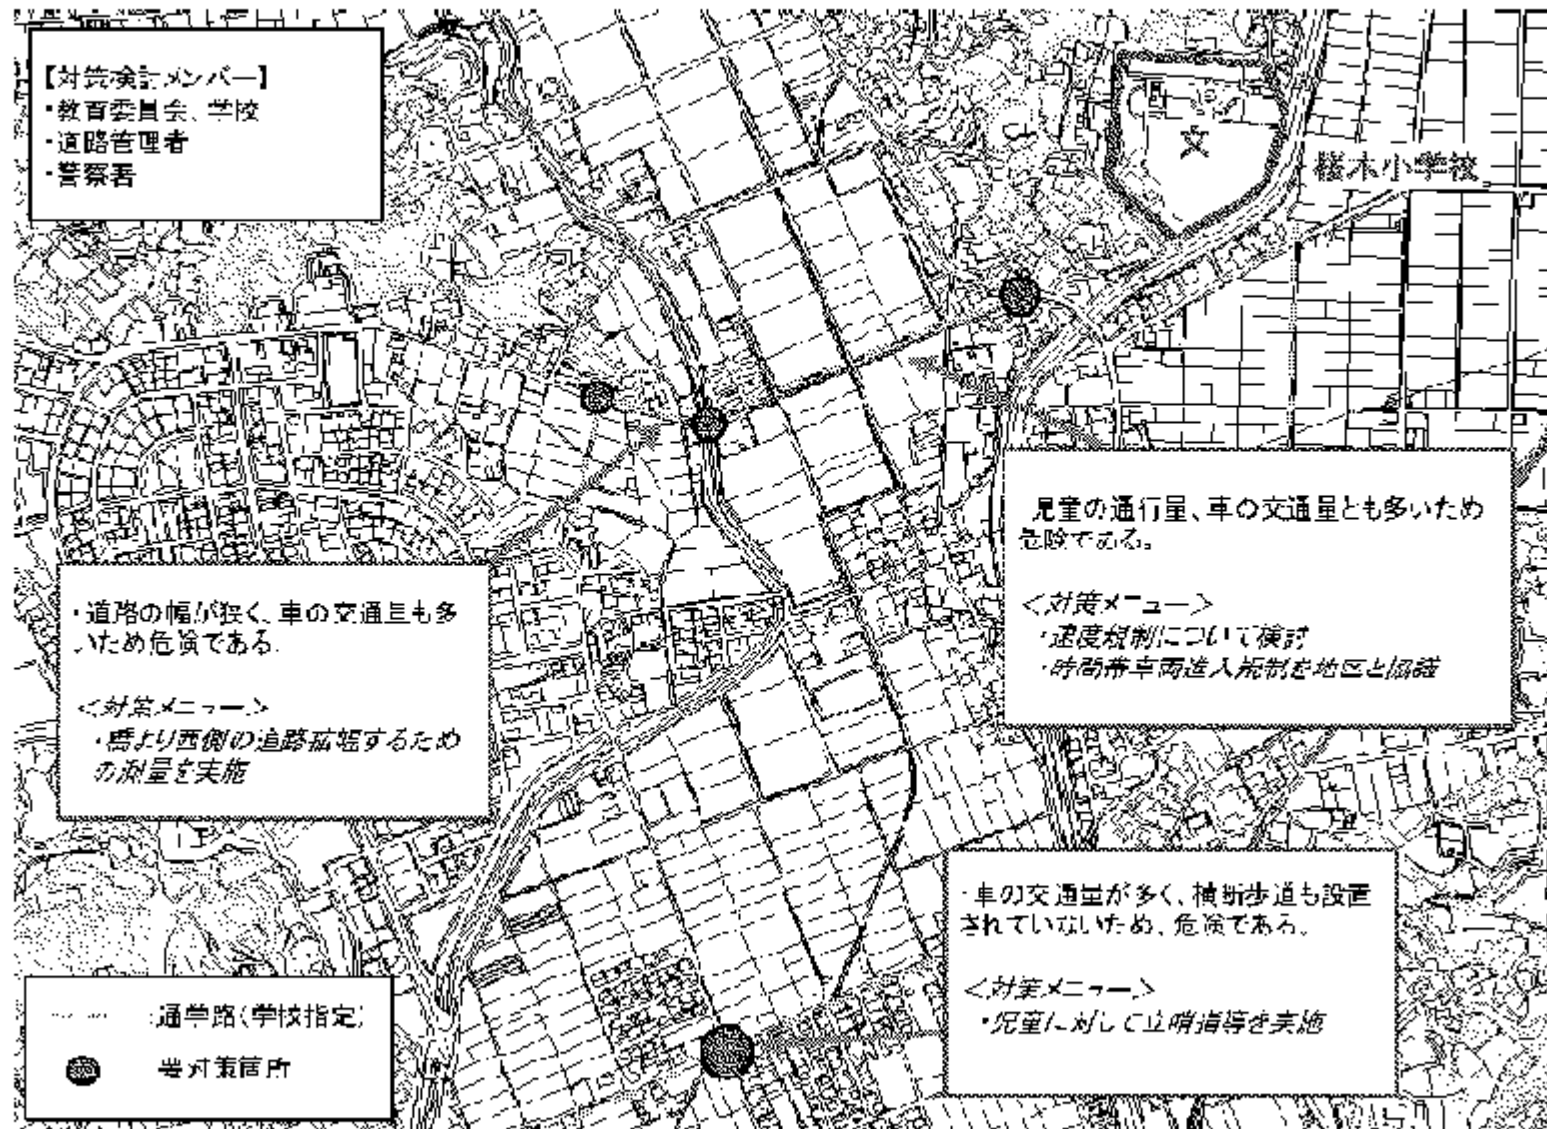 【対策検討メンバー】
・教育委員会、学校
・道路管理者
・警察署
桜木小学校
児童の通行量、車の交通量とも多いため
危険である。
＜対策メニュー＞
・速度規制について検討
・時間帯車両進入規制を地区と協議
・道路の幅が狭く、車の交通量も多
いため危険である。
＜対策メニュー＞
・橋より西側の道路拡幅するため
の測量を実施
・車の交通量が多く、横断歩道も設置
されていないため、危険である。
＜対策メニュー＞
・児童に対して立哨指導を実施
:通学路(学校指定)
要対策箇所